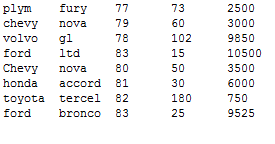 plym fury 77 73 2500
chevy nova 79 60 3000
volvo gl 78 102 9850
ford ltd 83 15 10500
Chevy nova 80 50 3500
honda accord 81 30 6000
toyota tercel 82 180 750
ford bronco 83 25 9525